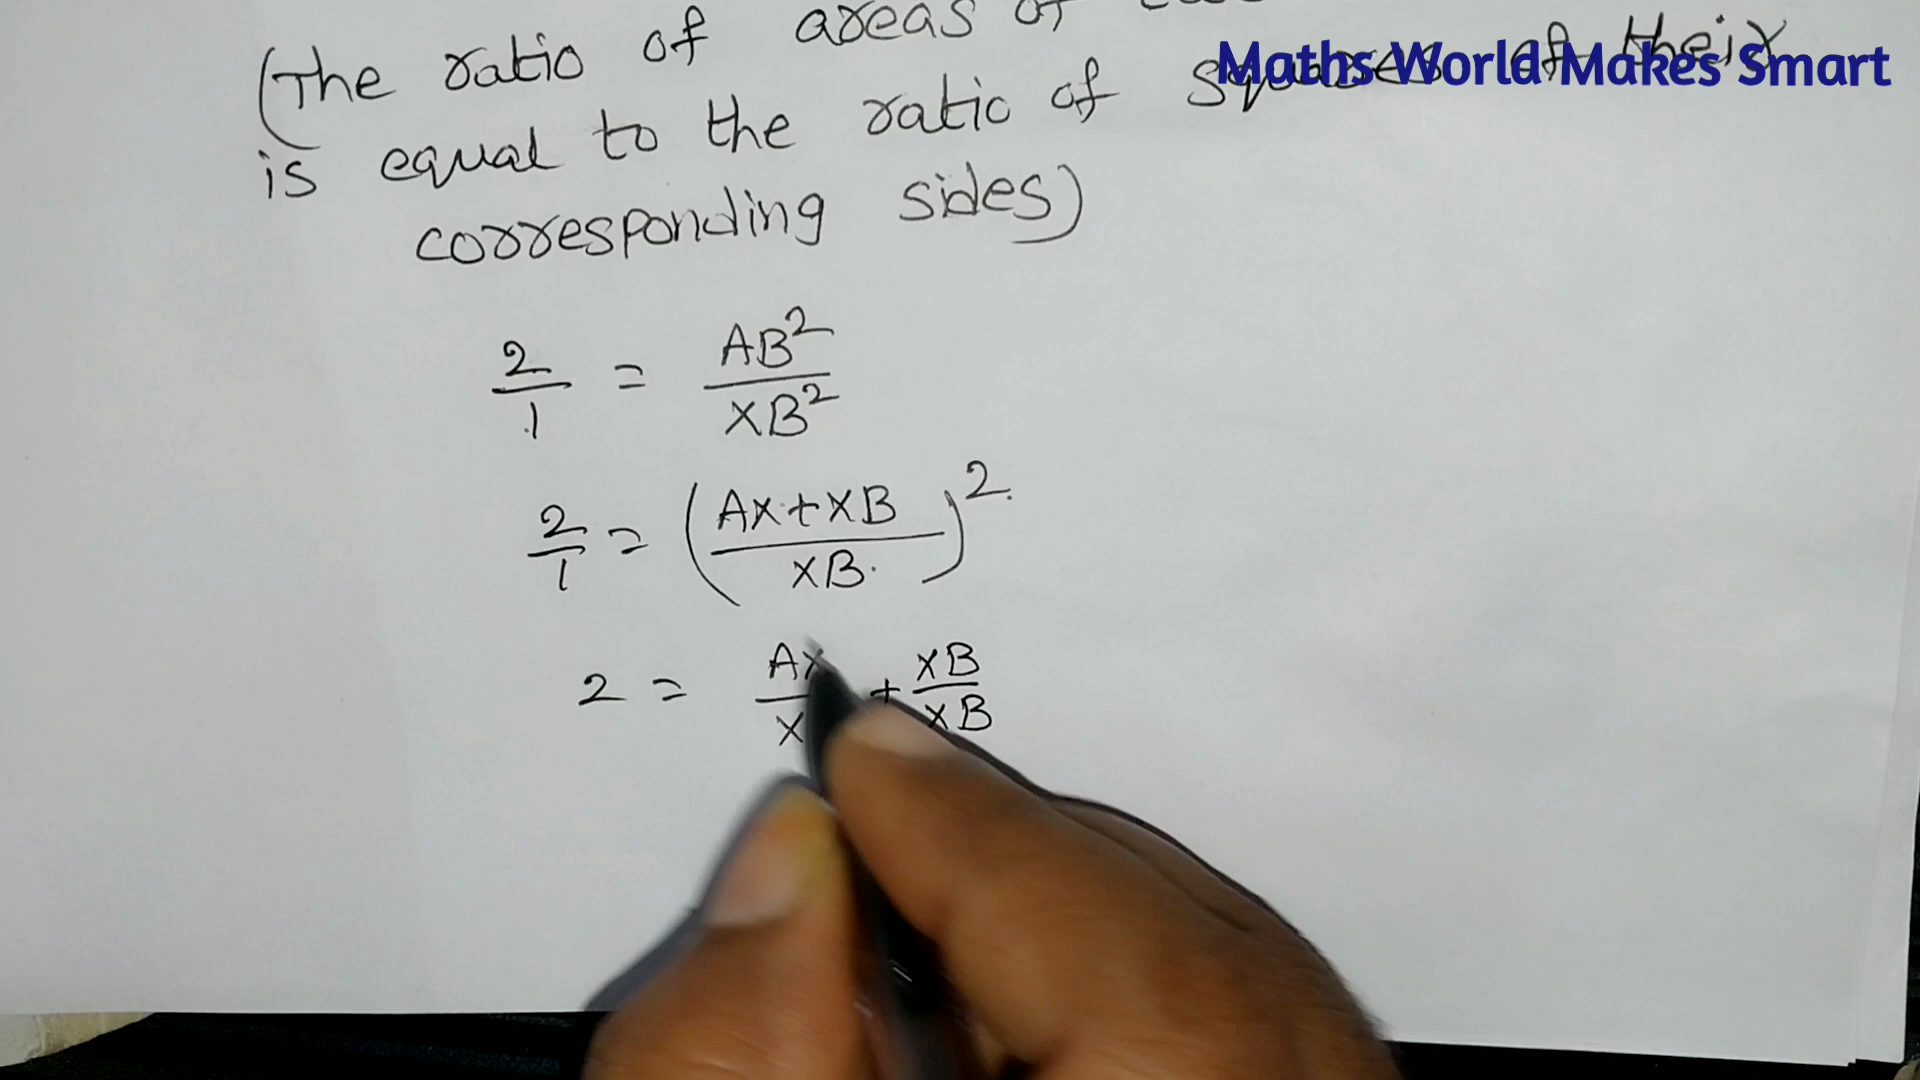 (The ratio of areas of
Maths World Makes Smart
is equal to the ratio of squares of their
corresponding sides)
2/1 = AB²/XB²
2/1 = (AX+XB/XB)²
2 = AX/X + XB/XB